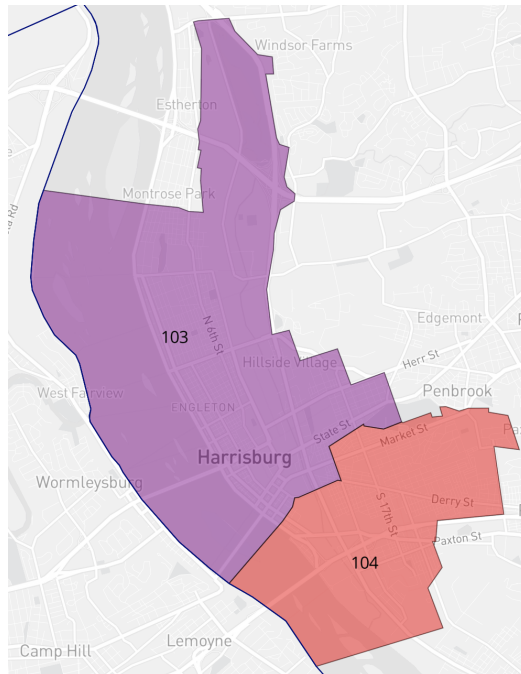 Windsor Farms
Estherton
Montrose Park
Rd
103
N 6th St
Edgemont
Hillside Village
Herr St
West Fairview
ENGLETON
Penbrook
State St
Market St
Harrisburg
Wormleysburg
S 17th St
Derry St
Paxton St
104
Lemoyne
Camp Hill